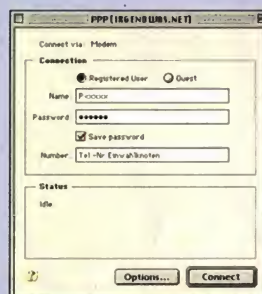 PPP [IRGENDWAS.NET]
Connect via: Modem
Connection
Registered User Guest
Name Pxxxxx
Password ••••••
Save password
Number Tel-Nr Einwahlknoten
Status
Idle
Options... Connect